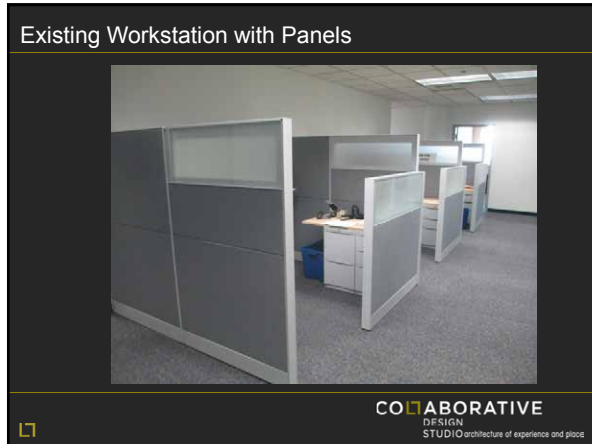 Existing Workstation with Panels
COLLABORATIVE
DESIGN
STUDIO architecture of experience and place